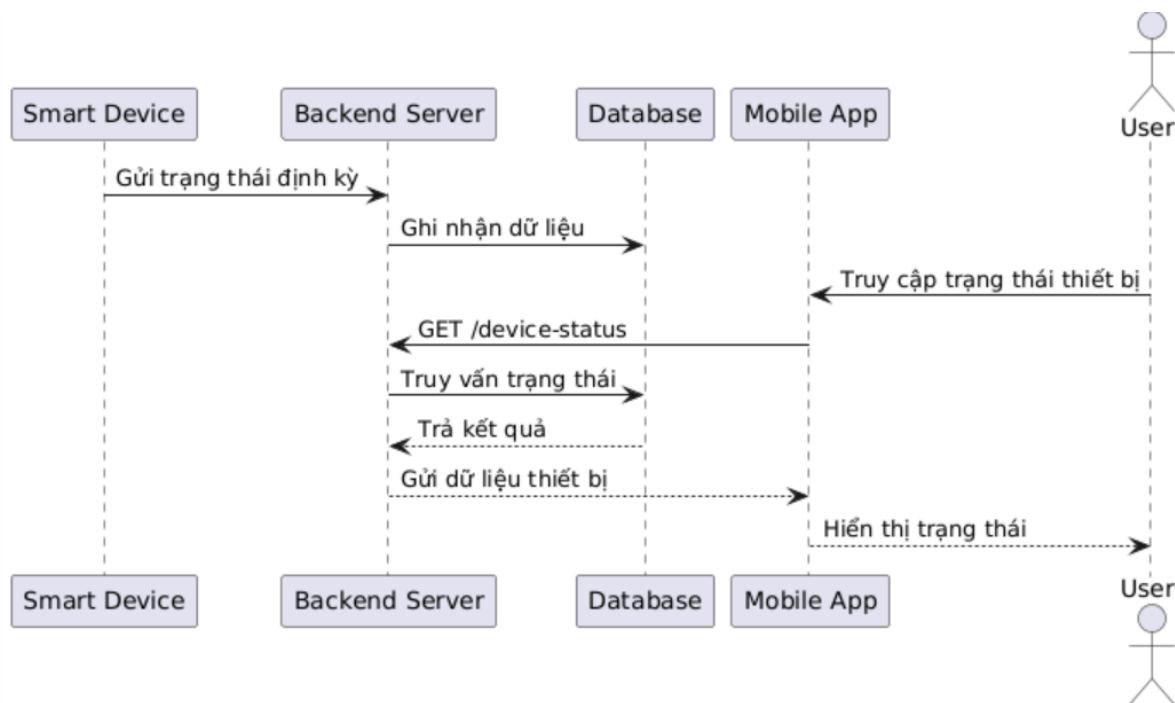 User
Smart Device
Backend Server
Database
Mobile App
Gửi trạng thái định kỳ
Ghi nhận dữ liệu
Truy cập trạng thái thiết bị
GET /device-status
Truy vấn trạng thái
Trả kết quả
Gửi dữ liệu thiết bị
Hiển thị trạng thái
Smart Device
Backend Server
Database
Mobile App
User